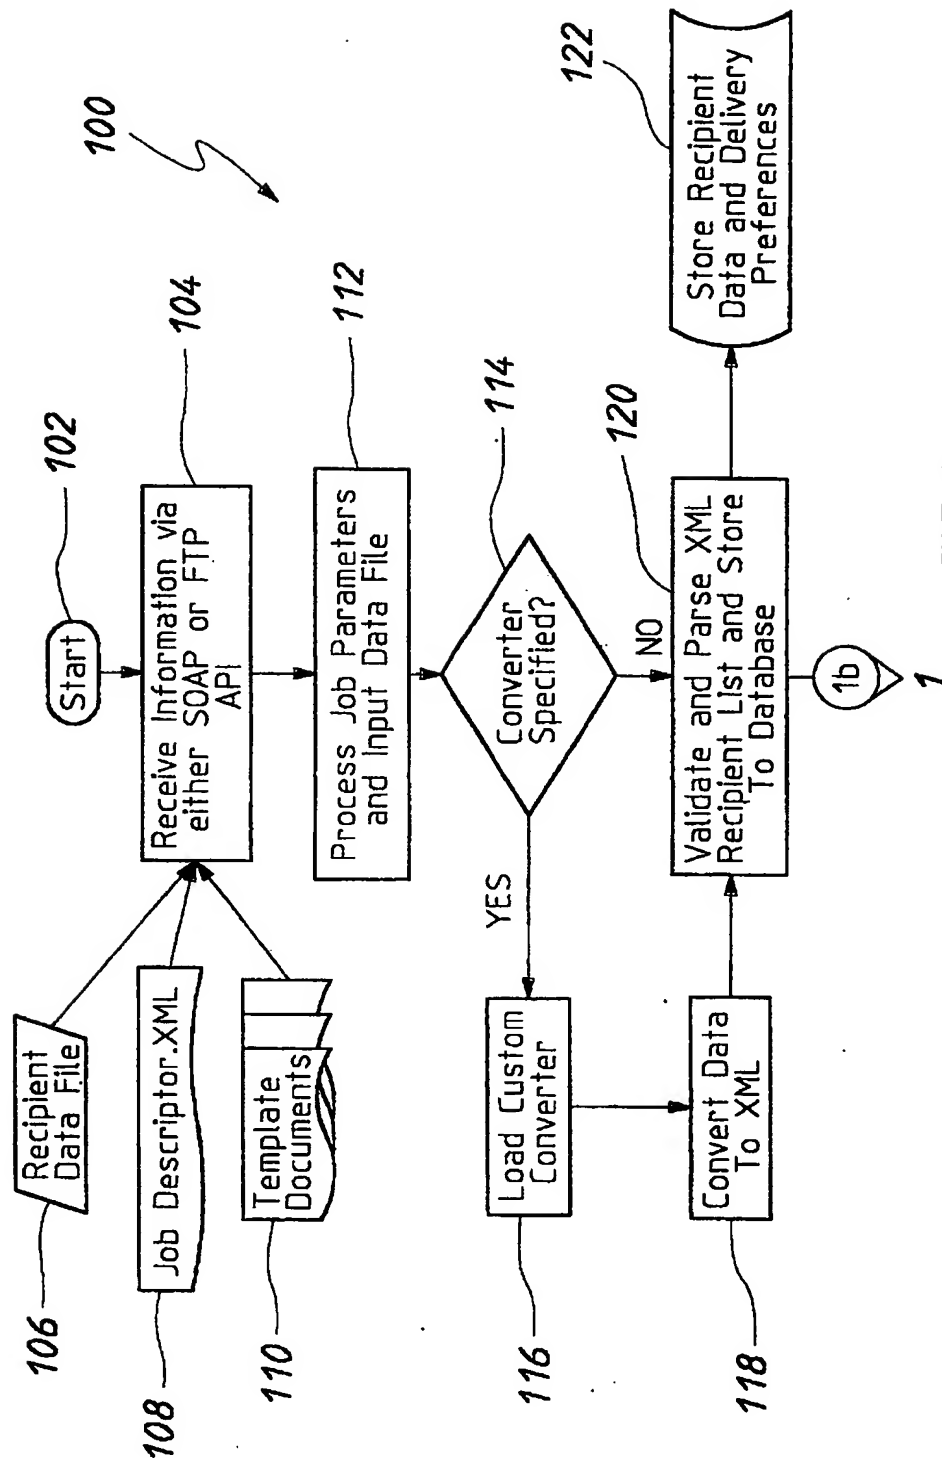 100
102
Start
104
Receive Information via
either SOAP or FTP
API
106
Recipient
Data File
108
Job Descriptor.XML
110
Template
Documents
112
Process Job Parameters
and Input Data File
114
Converter
Specified?
YES
NO
116
Load Custom
Converter
118
Convert Data
To XML
120
Validate and Parse XML
Recipient List and Store
To Database
122
Store Recipient
Data and Delivery
Preferences
1b
1